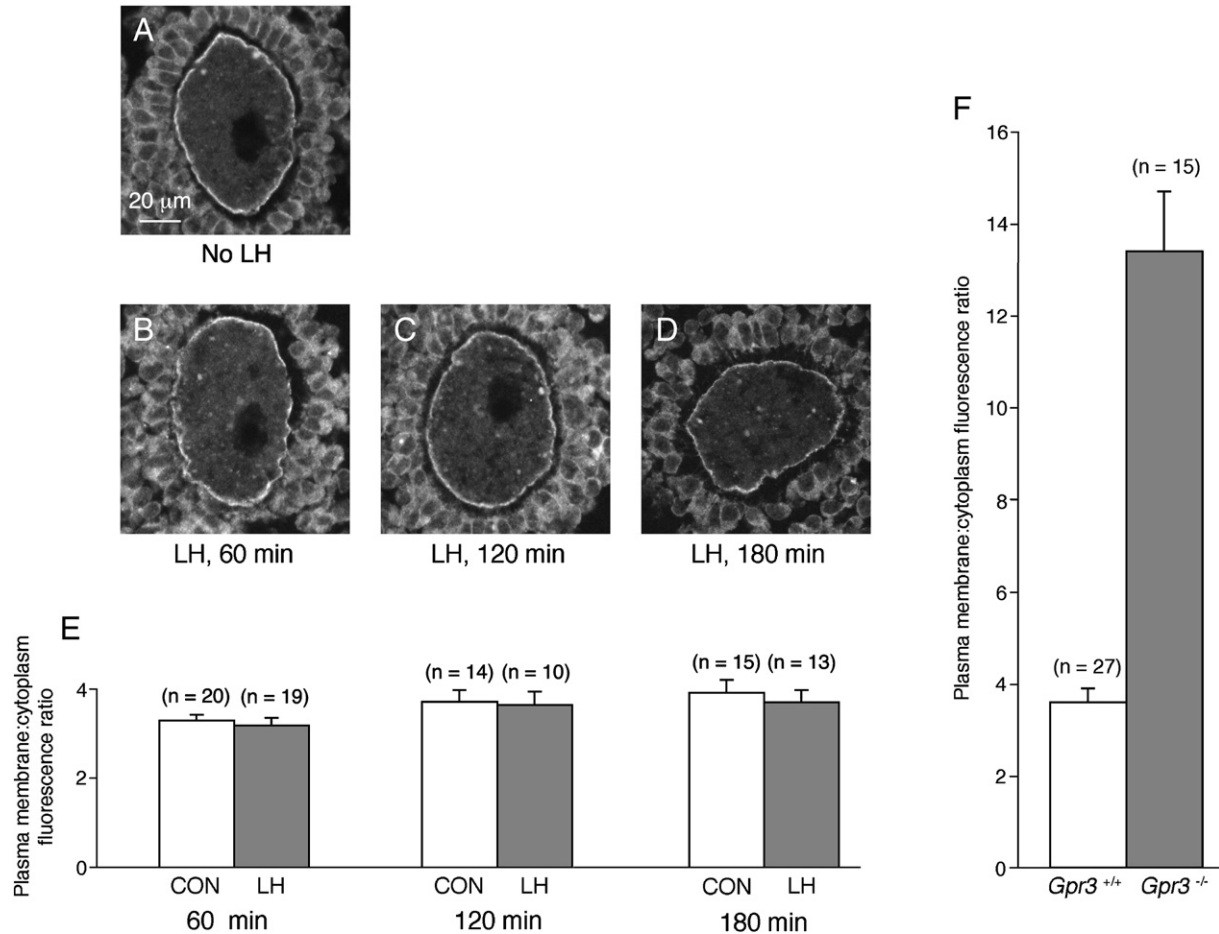 A
20 μm
No LH
B
C
D
LH, 60 min
LH, 120 min
LH, 180 min
E
Plasma membrane:cytoplasm
fluorescence ratio
4
2
0
(n = 20)
(n = 19)
(n = 14)
(n = 10)
(n = 15)
(n = 13)
CON
LH
CON
LH
CON
LH
60 min
120 min
180 min
F
Plasma membrane:cytoplasm fluorescence ratio
16
14
12
10
8
6
4
2
0
(n = 27)
(n = 15)
Gpr3 +/+
Gpr3 -/-